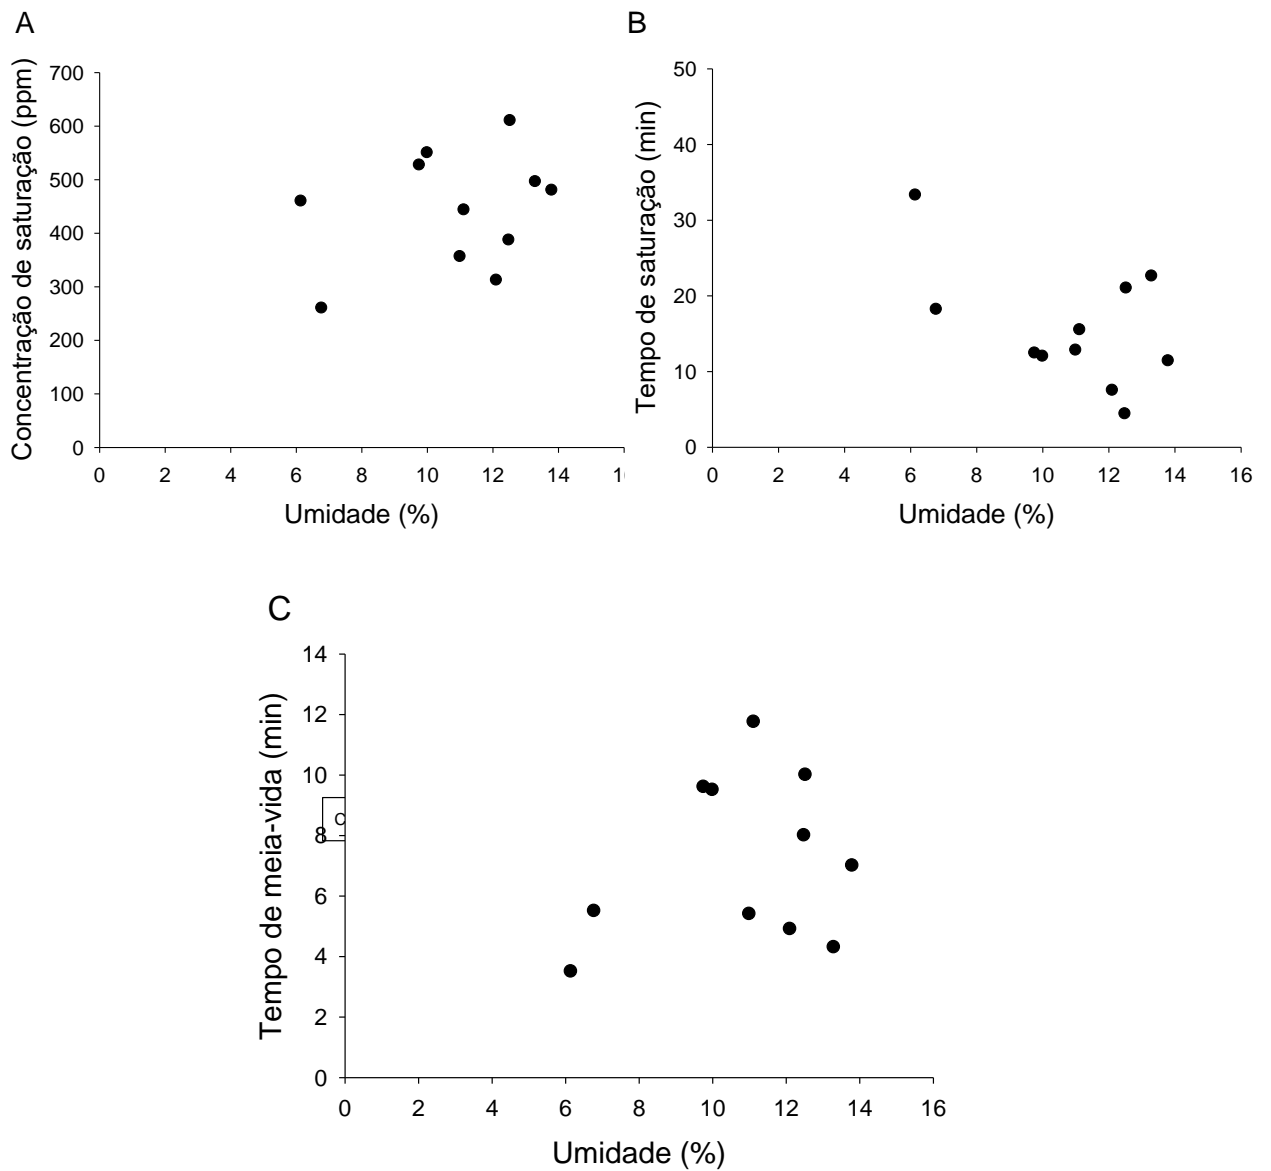 A
Concentração de saturação (ppm)
700
600
500
400
300
200
100
0
0 2 4 6 8 10 12 14
Umidade (%)
B
Tempo de saturação (min)
50
40
30
20
10
0
0 2 4 6 8 10 12 14 16
Umidade (%)
C
Tempo de meia-vida (min)
14
12
10
8
6
4
2
0
0 2 4 6 8 10 12 14 16
Umidade (%)